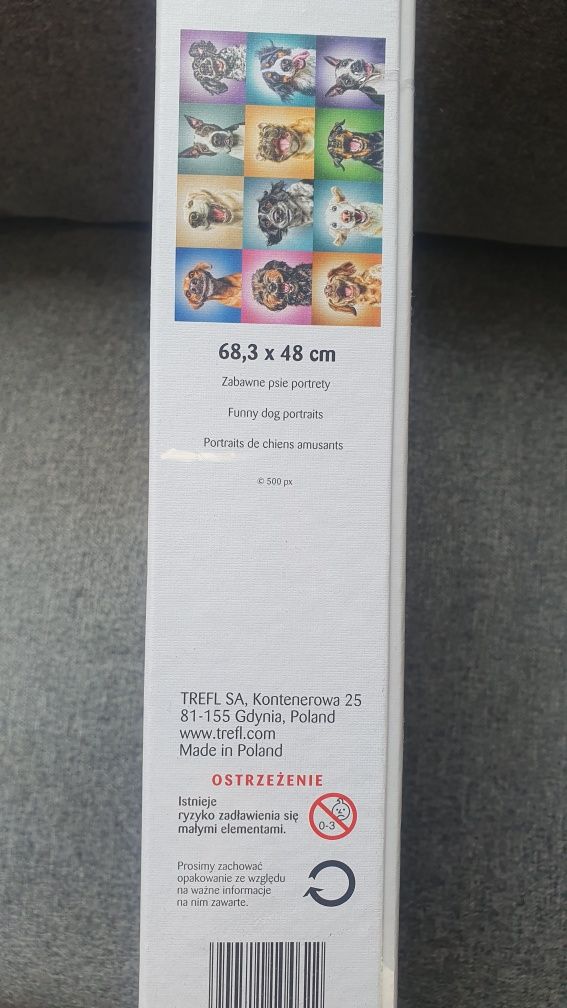 68,3 x 48 cm
Zabawne psie portrety
Funny dog portraits
Portraits de chiens amusants
© 500 px
TREFL SA, Kontenerowa 25
81-155 Gdynia, Poland
www.trefl.com
Made in Poland
OSTRZEŻENIE
Istnieje
ryzyko zadławienia się
małymi elementami.
0-3
Prosimy zachować
opakowanie ze względu
na ważne informacje
na nim zawarte.